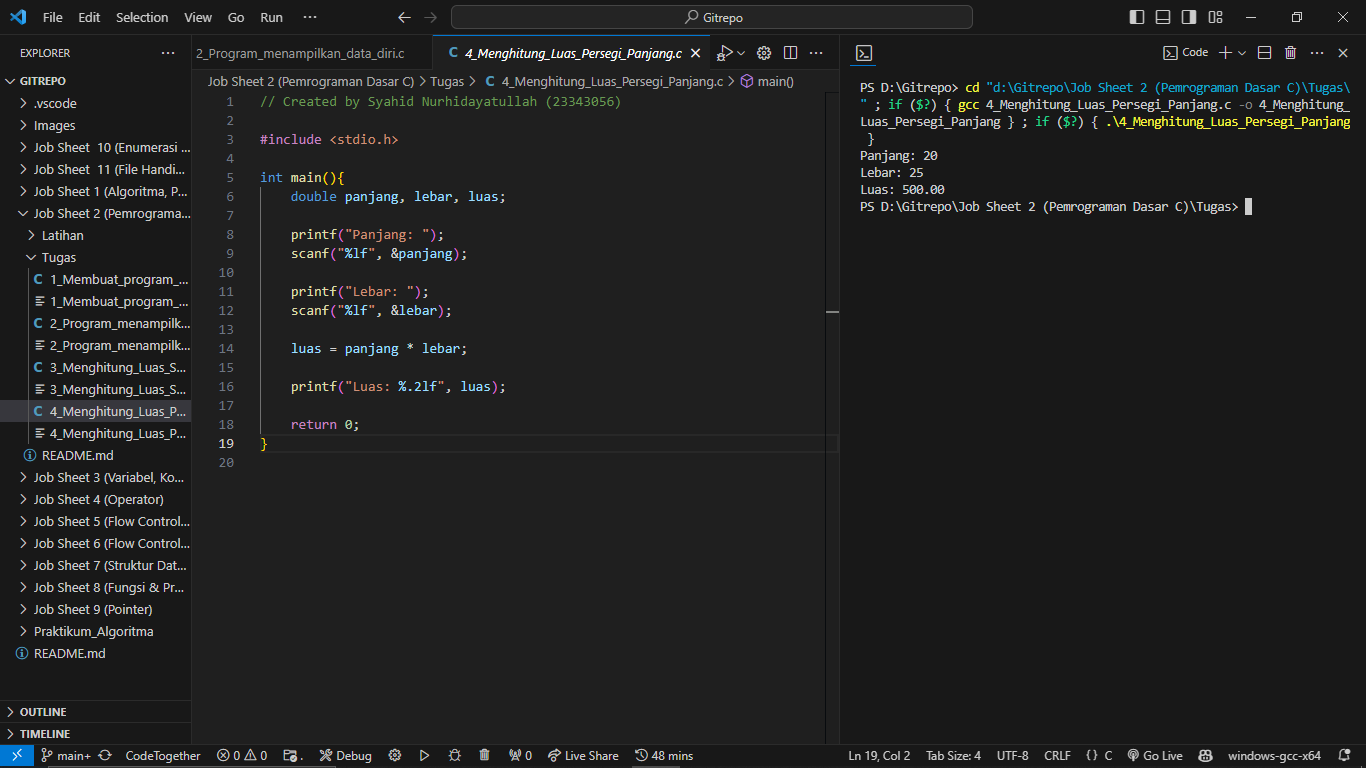 File Edit Selection View Go Run ··· Gitrepo
EXPLORER ···
GITREPO
.vscode
Images
Job Sheet 10 (Enumerasi ...
Job Sheet 11 (File Handi...
Job Sheet 1 (Algoritma, P...
Job Sheet 2 (Pemrograma...
Latihan
Tugas
C 1_Membuat_program_...
1_Membuat_program_...
C 2_Program_menampilk...
2_Program_menampilk...
C 3_Menghitung_Luas_S...
3_Menghitung_Luas_S...
C 4_Menghitung_Luas_P...
4_Menghitung_Luas_P...
README.md
Job Sheet 3 (Variabel, Ko...
Job Sheet 4 (Operator)
Job Sheet 5 (Flow Control...
Job Sheet 6 (Flow Control...
Job Sheet 7 (Struktur Dat...
Job Sheet 8 (Fungsi & Pr...
Job Sheet 9 (Pointer)
Praktikum_Algoritma
README.md
OUTLINE
TIMELINE
2_Program_menampilkan_data_diri.c C 4_Menghitung_Luas_Persegi_Panjang.c
Job Sheet 2 (Pemrograman Dasar C) > Tugas > C 4_Menghitung_Luas_Persegi_Panjang.c > main()
1 // Created by Syahid Nurhidayatullah (23343056)
2
3 #include <stdio.h>
4
5 int main(){
6 double panjang, lebar, luas;
7
8 printf("Panjang: ");
9 scanf("%lf", &panjang);
10
11 printf("Lebar: ");
12 scanf("%lf", &lebar);
13
14 luas = panjang * lebar;
15
16 printf("Luas: %.2lf", luas);
17
18 return 0;
19 }
20
Code
PS D:\Gitrepo> cd "d:\Gitrepo\Job Sheet 2 (Pemrograman Dasar C)\Tugas\
" ; if ($?) { gcc 4_Menghitung_Luas_Persegi_Panjang.c -o 4_Menghitung_
Luas_Persegi_Panjang } ; if ($?) { .\4_Menghitung_Luas_Persegi_Panjang
}
Panjang: 20
Lebar: 25
Luas: 500.00
PS D:\Gitrepo\Job Sheet 2 (Pemrograman Dasar C)\Tugas>
main+ CodeTogether 0 0 Debug 0 Live Share 48 mins Ln 19, Col 2 Tab Size: 4 UTF-8 CRLF {} C Go Live windows-gcc-x64